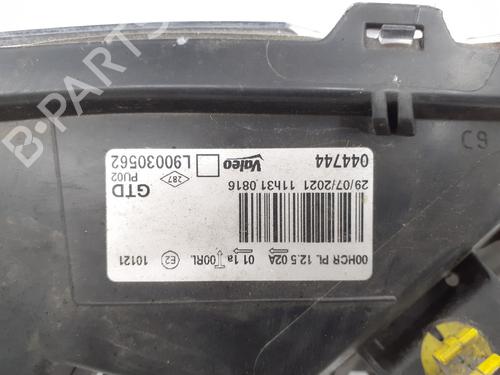 00HCR PL 12.5 02A 01 1a 00RL E2 10121
29/07/2021 11h31 0816 GTD
287 PU02
044744 Valeo L90030562
C9
B-PARTS